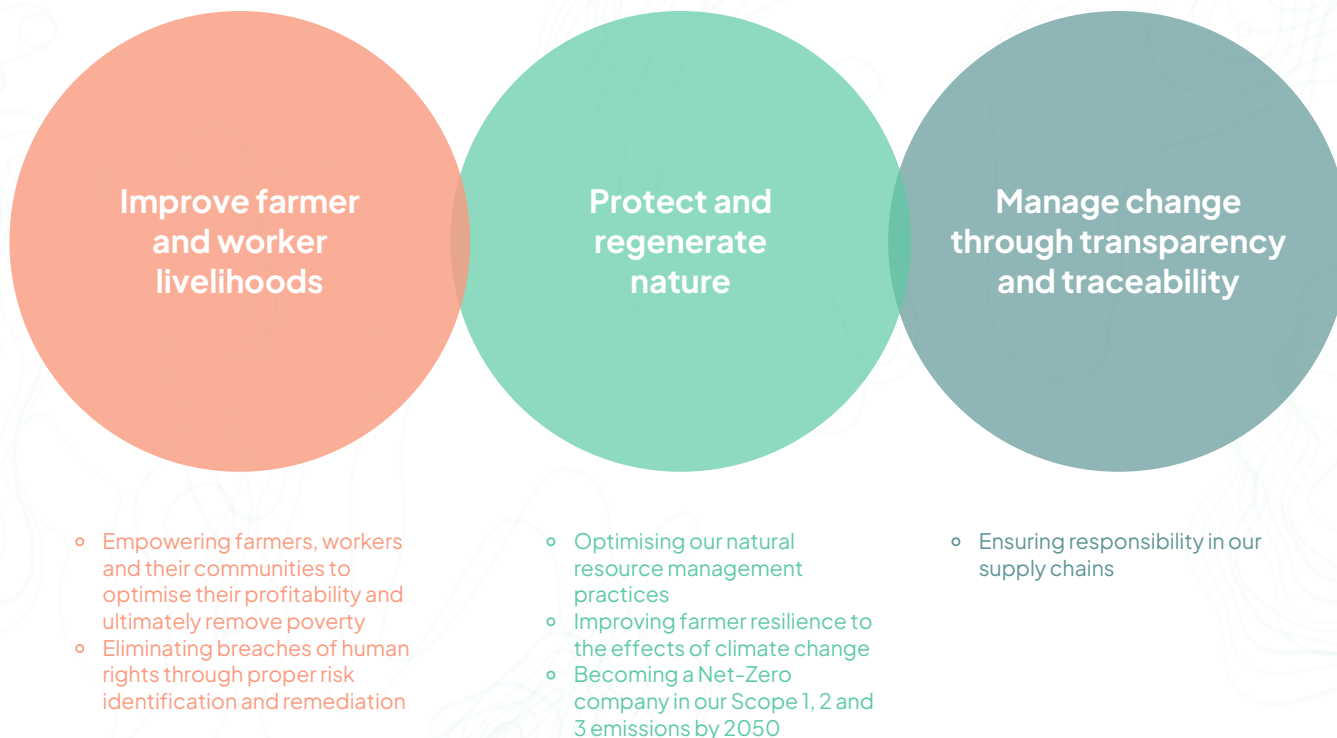 Improve farmer
and worker
livelihoods
Protect and
regenerate
nature
Manage change
through transparency
and traceability
Empowering farmers, workers
and their communities to
optimise their profitability and
ultimately remove poverty
Eliminating breaches of human
rights through proper risk
identification and remediation
Optimising our natural
resource management
practices
Improving farmer resilience to
the effects of climate change
Becoming a Net-Zero
company in our Scope 1, 2 and
3 emissions by 2050
Ensuring responsibility in our
supply chains